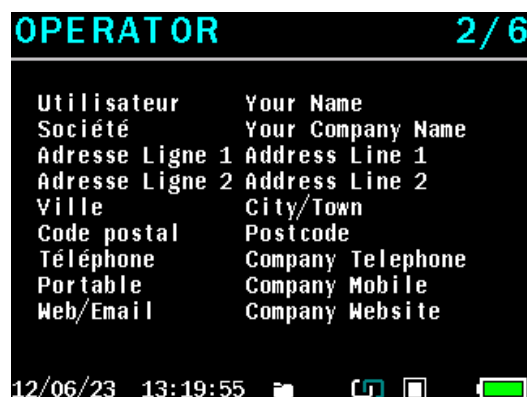 OPERATOR 2/6
Utilisateur Your Name
Société Your Company Name
Adresse Ligne 1 Address Line 1
Adresse Ligne 2 Address Line 2
Ville City/Town
Code postal Postcode
Téléphone Company Telephone
Portable Company Mobile
Web/Email Company Website
12/06/23 13:19:55